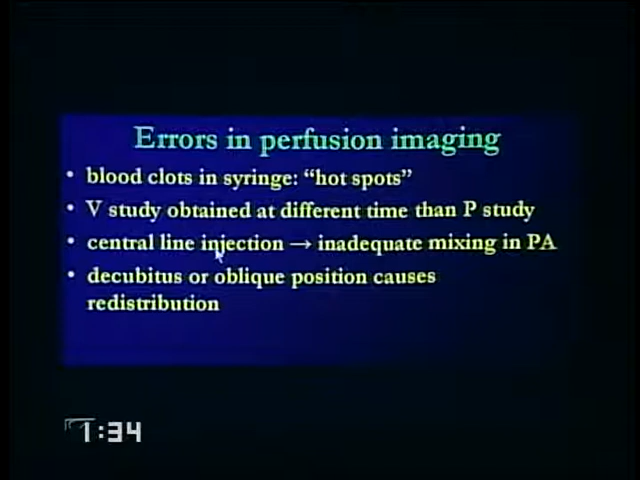 Errors in perfusion imaging
• blood clots in syringe: “hot spots”
• V study obtained at different time than P study
• central line injection → inadequate mixing in PA
• decubitus or oblique position causes
redistribution
1:34